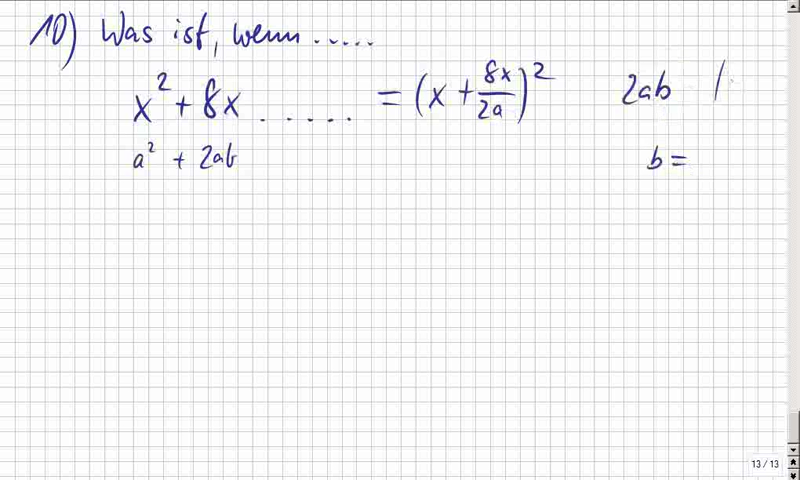 10) Was ist, wenn.....
x² + 8x ..... = (x + 8x/2a)² 2ab /
a² + 2ab b =
13 / 13